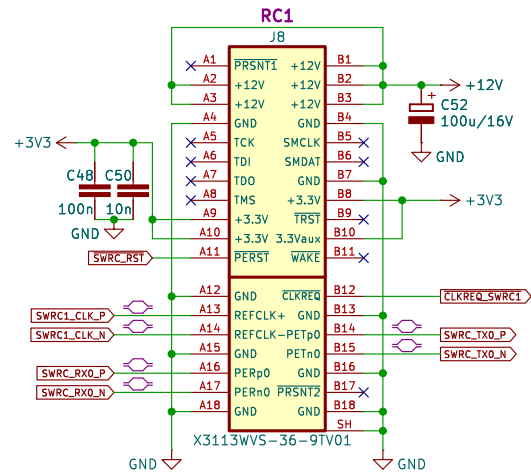 RC1
J8
A1 PRSNT1 +12V B1
A2 +12V +12V B2 +12V
A3 +12V +12V B3
+ C52
100u/16V
GND
A4 GND GND B4
+3V3 A5 TCK SMCLK B5
A6 TDI SMDAT B6
C48 C50 A7 TDO GND B7
A8 TMS +3.3V B8 +3V3
100n 10n A9 +3.3V TRST B9
GND A10 +3.3V 3.3Vaux B10
SWRC_RST A11 PERST WAKE B11
A12 GND CLKREQ B12 CLKREQ_SWRC1
SWRC1_CLK_P A13 REFCLK+ GND B13
SWRC1_CLK_N A14 REFCLK- PETp0 B14 SWRC_TX0_P
A15 GND PETn0 B15 SWRC_TX0_N
SWRC_RX0_P A16 PERp0 GND B16
SWRC_RX0_N A17 PERn0 PRSNT2 B17
A18 GND GND B18
SH
X3113WVS-36-9TV01
GND GND